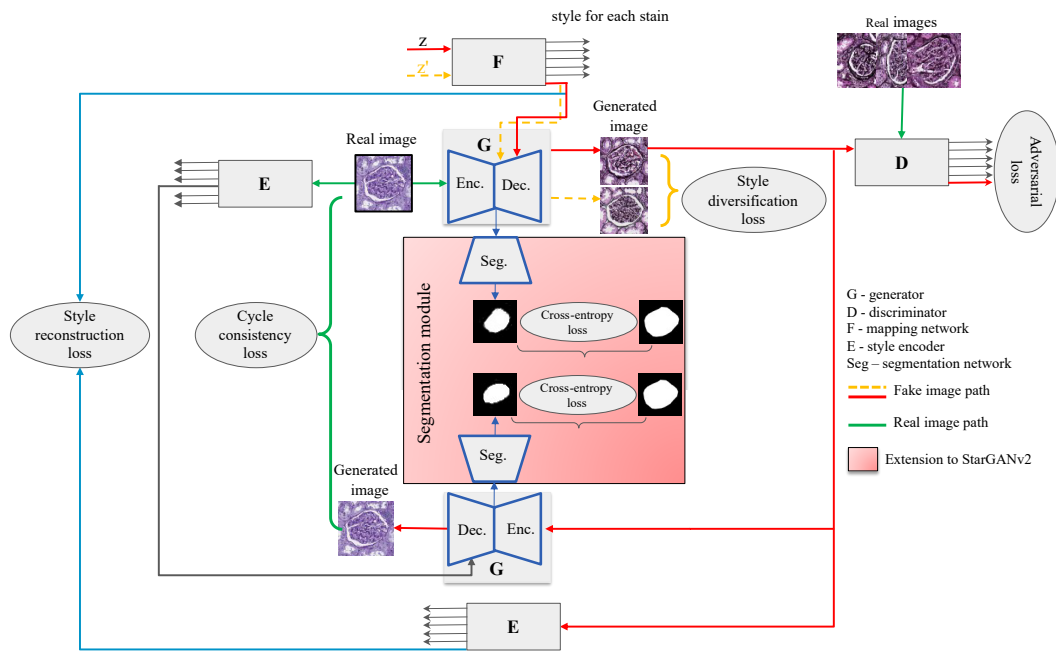 style for each stain
z
z'
F
Real images
Generated
image
Real image
G
Enc.
Dec.
E
D
Adversarial
loss
Style
diversification
loss
Seg.
Segmentation module
Cross-entropy
loss
Cross-entropy
loss
Seg.
Style
reconstruction
loss
Cycle
consistency
loss
G - generator
D - discriminator
F - mapping network
E - style encoder
Seg – segmentation network
Fake image path
Real image path
Extension to StarGANv2
Generated
image
Dec.
Enc.
G
E